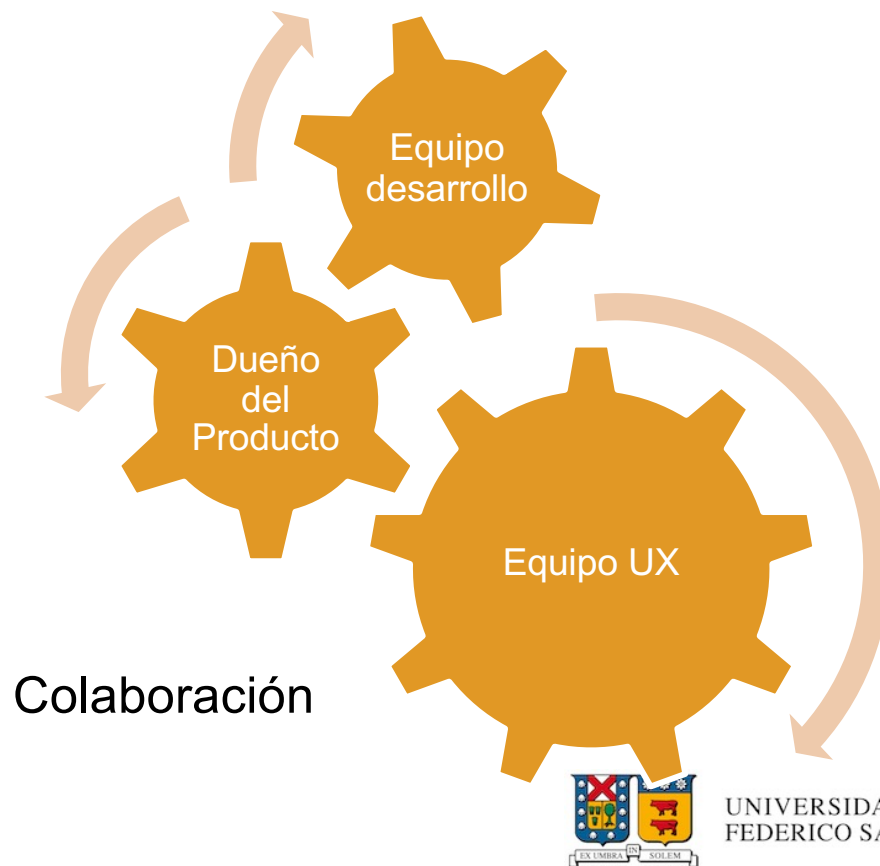 Equipo
desarrollo
Dueño
del
Producto
Equipo UX
Colaboración
UNIVERSIDA
FEDERICO SA
EX UMBRA IN SOLEM